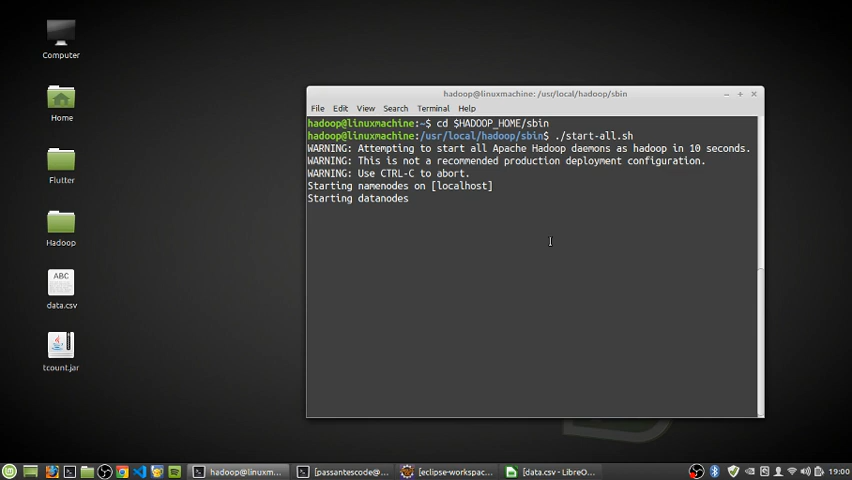 Computer
Home
Flutter
Hadoop
ABC
data.csv
tcount.jar
hadoop@linuxmachine: /usr/local/hadoop/sbin
File Edit View Search Terminal Help
hadoop@linuxmachine:~$ cd $HADOOP_HOME/sbin
hadoop@linuxmachine:/usr/local/hadoop/sbin$ ./start-all.sh
WARNING: Attempting to start all Apache Hadoop daemons as hadoop in 10 seconds.
WARNING: This is not a recommended production deployment configuration.
WARNING: Use CTRL-C to abort.
Starting namenodes on [localhost]
Starting datanodes
hadoop@linuxm... [passantescode@... [eclipse-workspac... [data.csv - LibreO... 19:00